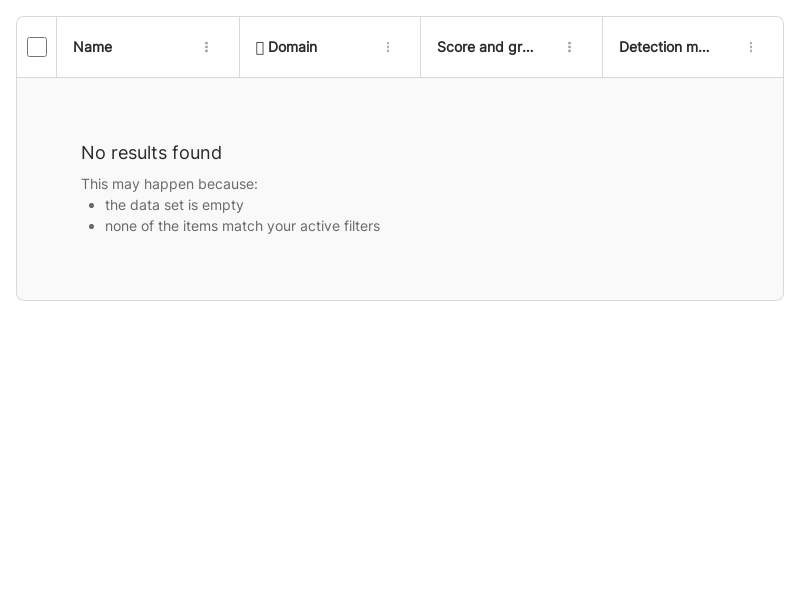 Name
Domain
Score and gr...
Detection m...
No results found
This may happen because:
the data set is empty
none of the items match your active filters